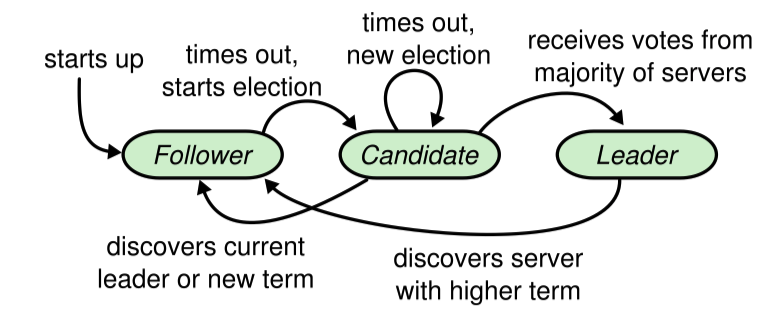 starts up
times out,
starts election
times out,
new election
receives votes from
majority of servers
Follower
Candidate
Leader
discovers current
leader or new term
discovers server
with higher term